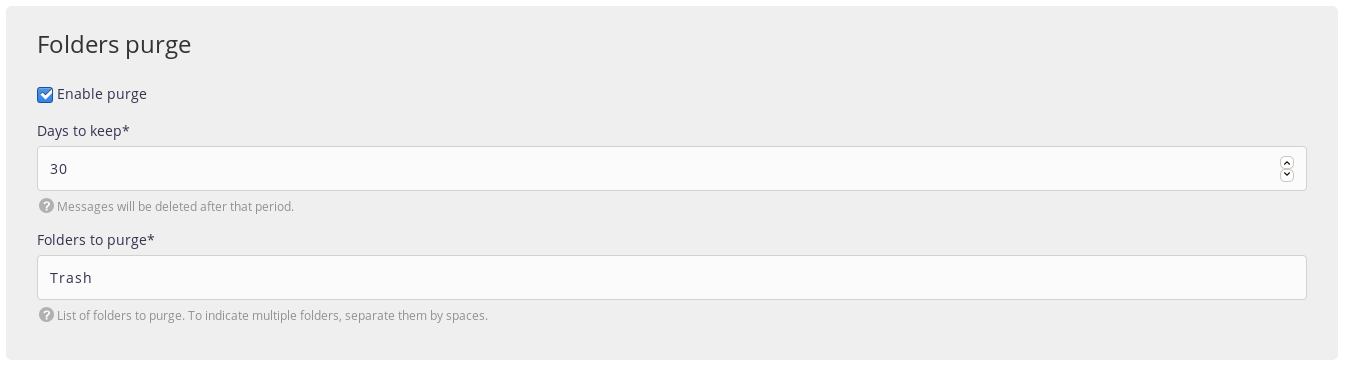 Folders purge
Enable purge
Days to keep*
30
Messages will be deleted after that period.
Folders to purge*
Trash
List of folders to purge. To indicate multiple folders, separate them by spaces.